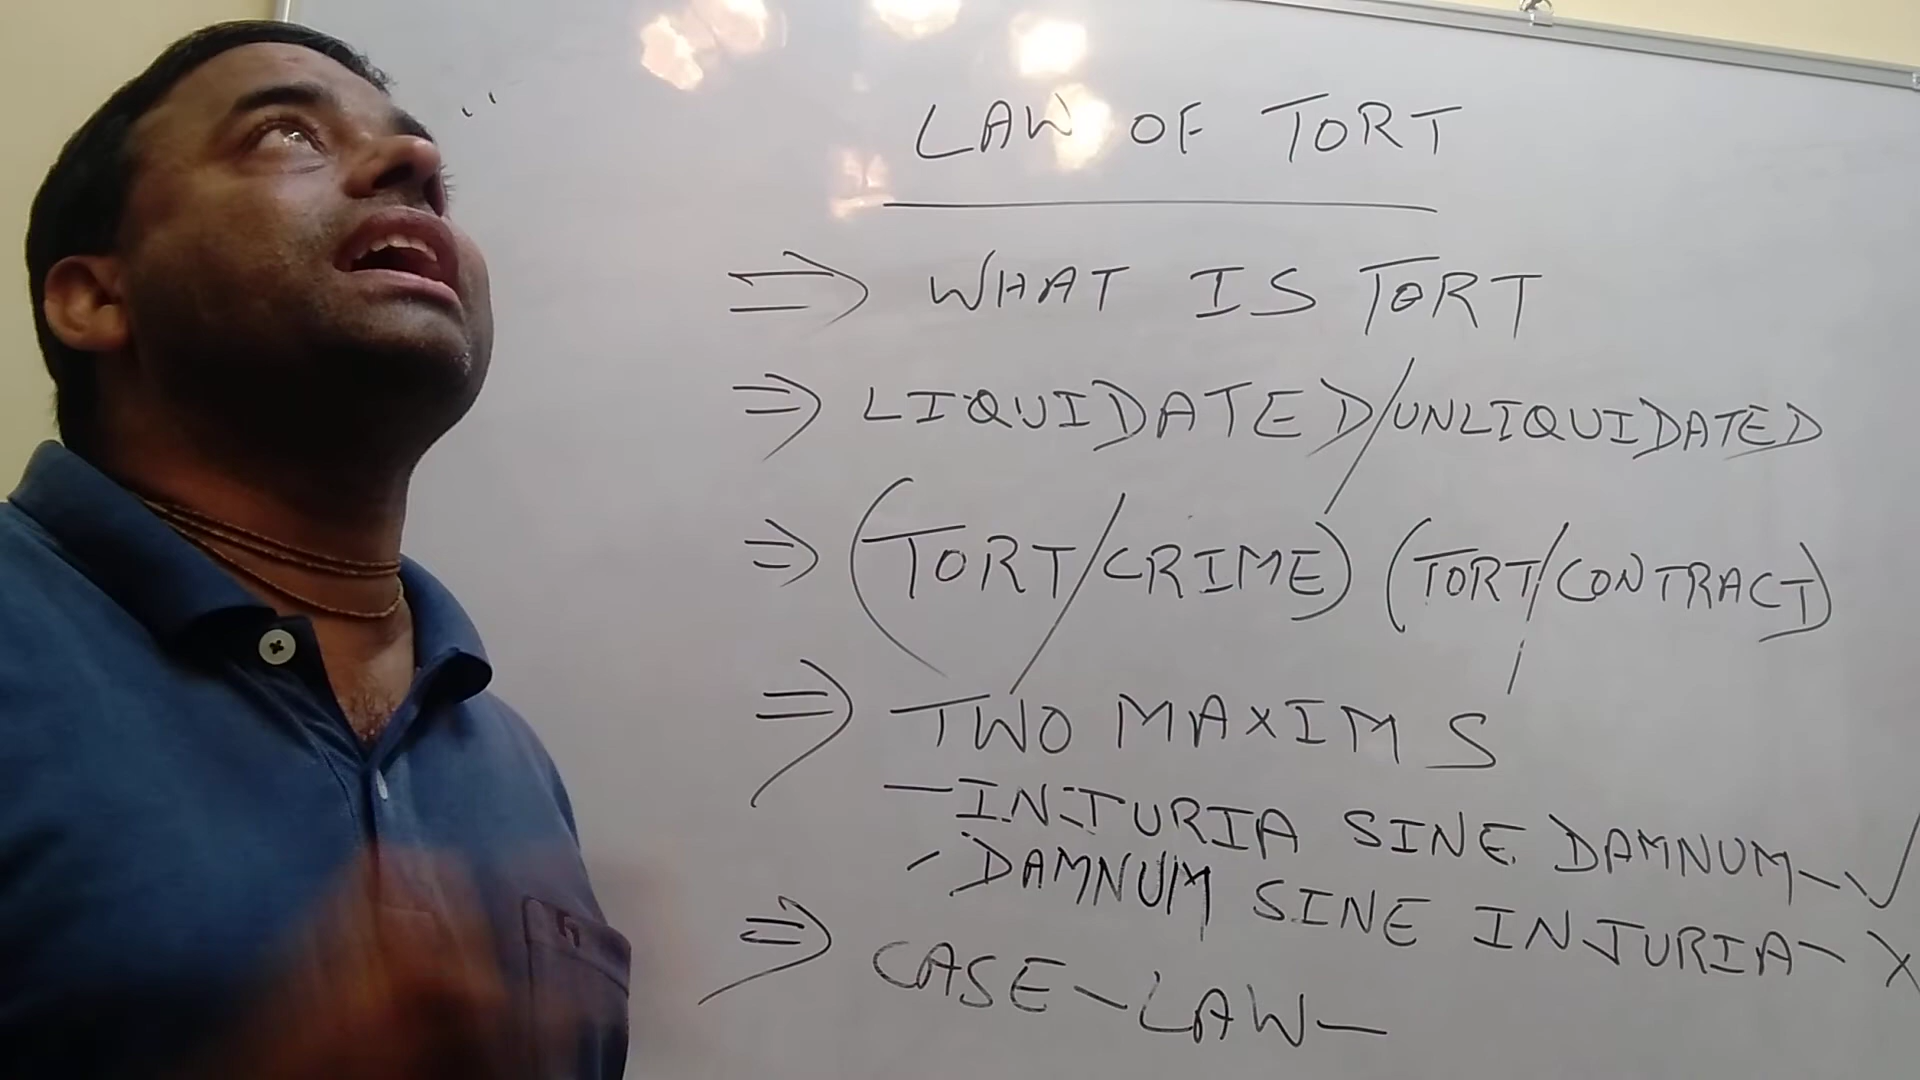 LAW OF TORT
⇒ WHAT IS TORT
⇒ LIQUIDATED/UNLIQUIDATED
⇒ (TORT/CRIME) (TORT/CONTRACT)
⇒ TWO MAXIMS
- INJURIA SINE DAMNUM - ✓
- DAMNUM SINE INJURIA - X
⇒ CASE-LAW-